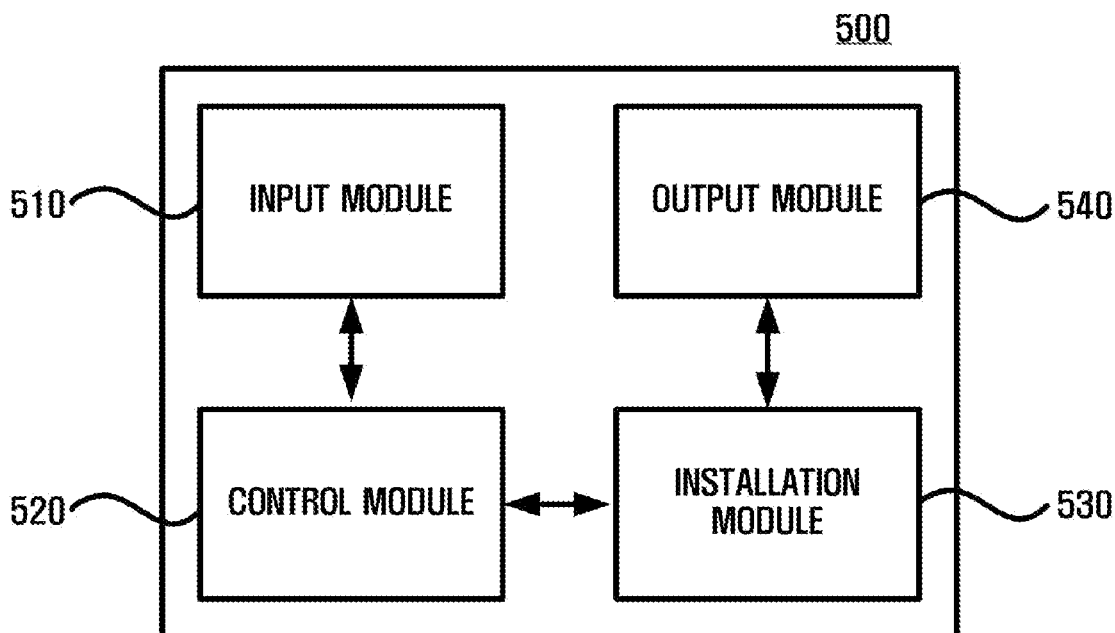 500
510
INPUT MODULE
OUTPUT MODULE
540
520
CONTROL MODULE
INSTALLATION
MODULE
530